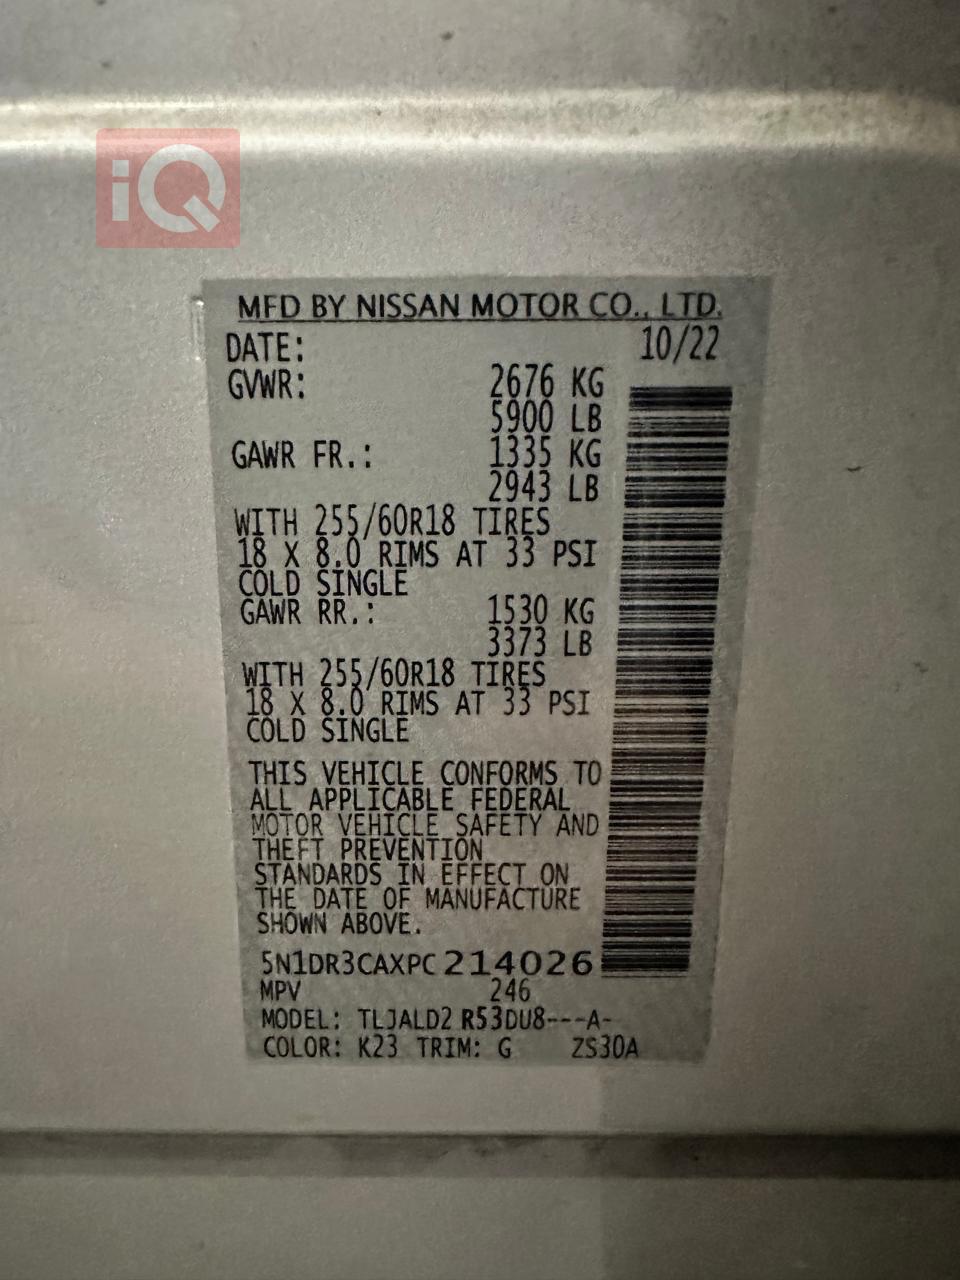 iQ
MFD BY NISSAN MOTOR CO., LTD.
DATE: 10/22
GVWR: 2676 KG
5900 LB
GAWR FR.: 1335 KG
2943 LB
WITH 255/60R18 TIRES
18 X 8.0 RIMS AT 33 PSI
COLD SINGLE
GAWR RR.: 1530 KG
3373 LB
WITH 255/60R18 TIRES
18 X 8.0 RIMS AT 33 PSI
COLD SINGLE
THIS VEHICLE CONFORMS TO
ALL APPLICABLE FEDERAL
MOTOR VEHICLE SAFETY AND
THEFT PREVENTION
STANDARDS IN EFFECT ON
THE DATE OF MANUFACTURE
SHOWN ABOVE.
5N1DR3CAXPC214026
MPV 246
MODEL: TLJALD2 R53DU8---A-
COLOR: K23 TRIM: G ZS30A